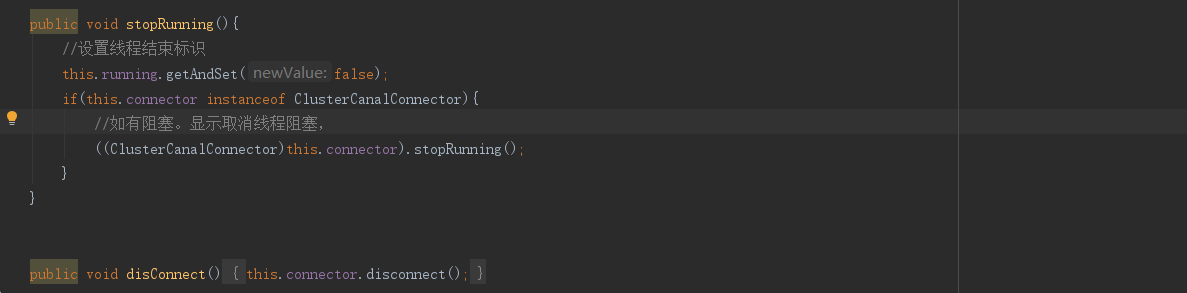 public void stopRunning(){
//设置线程结束标识
this.running.getAndSet( newValue: false);
if(this.connector instanceof ClusterCanalConnector){
//如有阻塞。显示取消线程阻塞,
((ClusterCanalConnector)this.connector).stopRunning();
}
}
public void disConnect() { this.connector.disconnect(); }